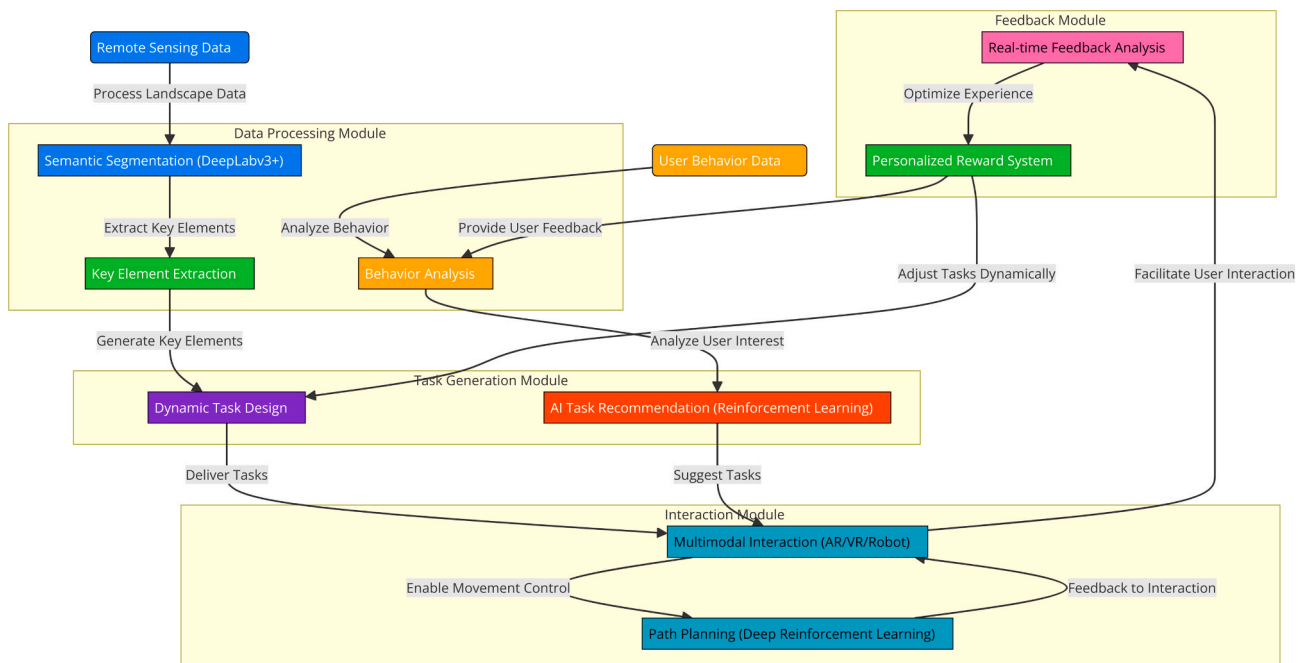 Feedback Module
Remote Sensing Data
Real-time Feedback Analysis
Process Landscape Data
Optimize Experience
Data Processing Module
Semantic Segmentation (DeepLabv3+)
User Behavior Data
Personalized Reward System
Extract Key Elements
Analyze Behavior
Provide User Feedback
Key Element Extraction
Behavior Analysis
Adjust Tasks Dynamically
Facilitate User Interaction
Generate Key Elements
Analyze User Interest
Task Generation Module
Dynamic Task Design
AI Task Recommendation (Reinforcement Learning)
Deliver Tasks
Suggest Tasks
Interaction Module
Multimodal Interaction (AR/VR/Robot)
Enable Movement Control
Feedback to Interaction
Path Planning (Deep Reinforcement Learning)